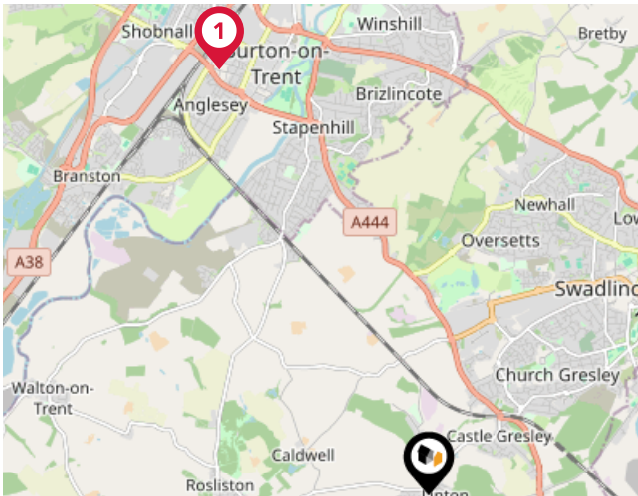 Shobnall
1
Winshill
Bretby
Burton-on-
Trent
Anglesey
Brizlincote
Stapenhill
Branston
Newhall
A444
Oversetts
A38
Swadlinc
Church Gresley
Walton-on-
Trent
Castle Gresley
Caldwell
Rosliston
Linton